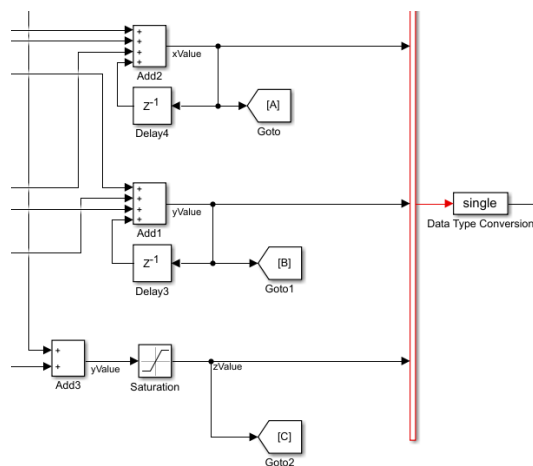 +
+
+
+
xValue
Add2
Z-1
Delay4
[A]
Goto
+
+
+
+
yValue
Add1
single
Data Type Conversion
Z-1
Delay3
[B]
Goto1
+
+
yValue
Add3
Saturation
zValue
[C]
Goto2